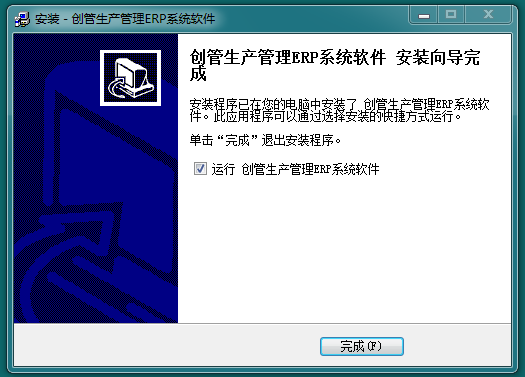 安装 - 创管生产管理ERP系统软件
创管生产管理ERP系统软件 安装向导完
成
安装程序已在您的电脑中安装了 创管生产管理ERP系统软
件。此应用程序可以通过选择安装的快捷方式运行。
单击“完成”退出安装程序。
运行 创管生产管理ERP系统软件
完成(F)